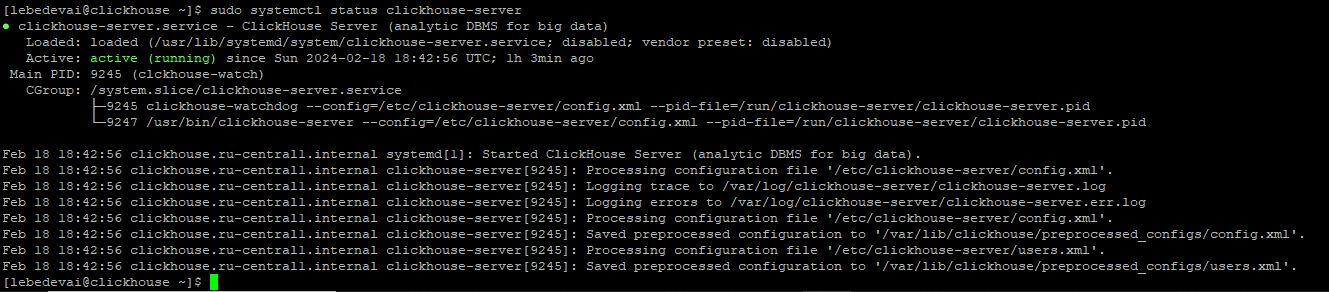 [lebedevai@clickhouse ~]$ sudo systemctl status clickhouse-server
● clickhouse-server.service - ClickHouse Server (analytic DBMS for big data)
   Loaded: loaded (/usr/lib/systemd/system/clickhouse-server.service; disabled; vendor preset: disabled)
   Active: active (running) since Sun 2024-02-18 18:42:56 UTC; 1h 3min ago
 Main PID: 9245 (clckhouse-watch)
   CGroup: /system.slice/clickhouse-server.service
           ├─9245 clickhouse-watchdog --config=/etc/clickhouse-server/config.xml --pid-file=/run/clickhouse-server/clickhouse-server.pid
           └─9247 /usr/bin/clickhouse-server --config=/etc/clickhouse-server/config.xml --pid-file=/run/clickhouse-server/clickhouse-server.pid

Feb 18 18:42:56 clickhouse.ru-central1.internal systemd[1]: Started ClickHouse Server (analytic DBMS for big data).
Feb 18 18:42:56 clickhouse.ru-central1.internal clickhouse-server[9245]: Processing configuration file '/etc/clickhouse-server/config.xml'.
Feb 18 18:42:56 clickhouse.ru-central1.internal clickhouse-server[9245]: Logging trace to /var/log/clickhouse-server/clickhouse-server.log
Feb 18 18:42:56 clickhouse.ru-central1.internal clickhouse-server[9245]: Logging errors to /var/log/clickhouse-server/clickhouse-server.err.log
Feb 18 18:42:56 clickhouse.ru-central1.internal clickhouse-server[9245]: Processing configuration file '/etc/clickhouse-server/config.xml'.
Feb 18 18:42:56 clickhouse.ru-central1.internal clickhouse-server[9245]: Saved preprocessed configuration to '/var/lib/clickhouse/preprocessed_configs/config.xml'.
Feb 18 18:42:56 clickhouse.ru-central1.internal clickhouse-server[9245]: Processing configuration file '/etc/clickhouse-server/users.xml'.
Feb 18 18:42:56 clickhouse.ru-central1.internal clickhouse-server[9245]: Saved preprocessed configuration to '/var/lib/clickhouse/preprocessed_configs/users.xml'.
[lebedevai@clickhouse ~]$